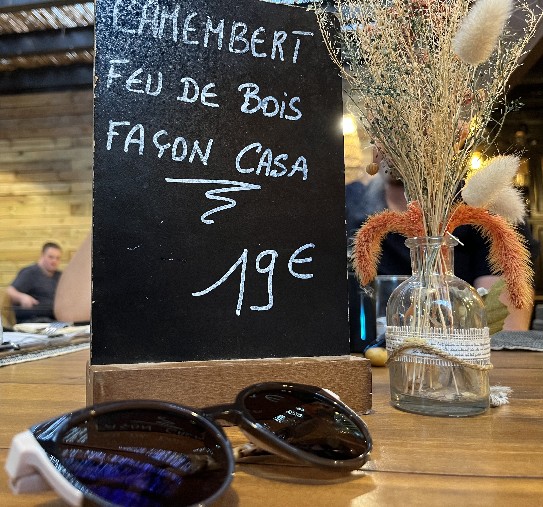 CAMEMBERT
FEU DE BOIS
FAÇON CASA
19€